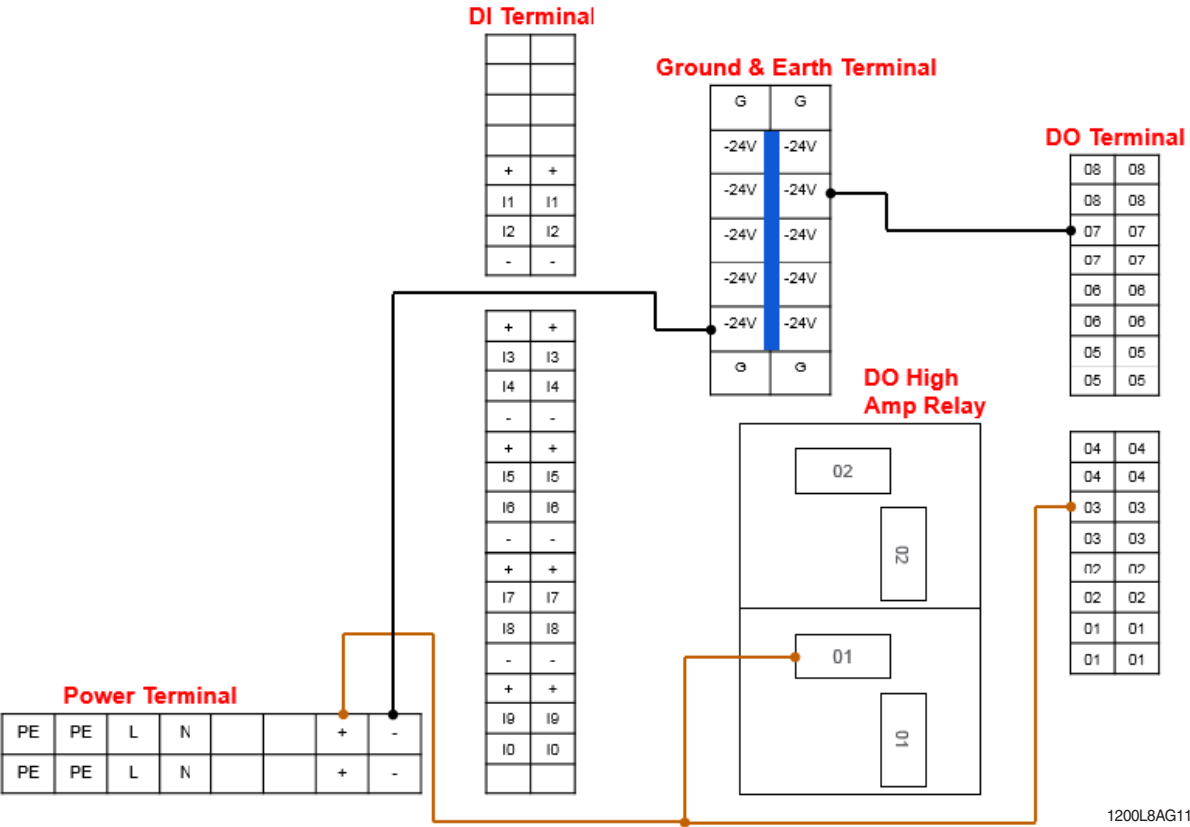 DI Terminal
+ +
I1 I1
I2 I2
- -
+ +
I3 I3
I4 I4
- -
+ +
I5 I5
I6 I6
- -
+ +
I7 I7
I8 I8
- -
+ +
I9 I9
I0 I0
Ground & Earth Terminal
G G
-24V -24V
-24V -24V
-24V -24V
-24V -24V
-24V -24V
G G
DO Terminal
08 08
08 08
07 07
07 07
06 06
06 06
05 05
05 05
04 04
04 04
03 03
03 03
02 02
02 02
01 01
01 01
DO High
Amp Relay
02
02
01
01
Power Terminal
PE PE L N + -
PE PE L N + -
1200L8AG11